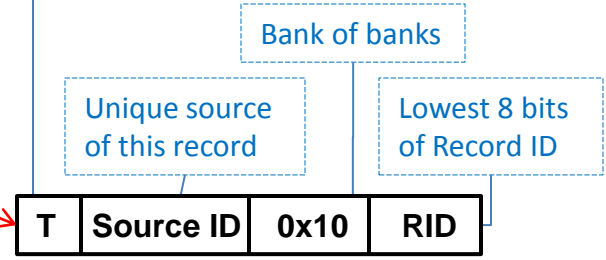 Bank of banks
Unique source
of this record
Lowest 8 bits
of Record ID
T Source ID 0x10 RID